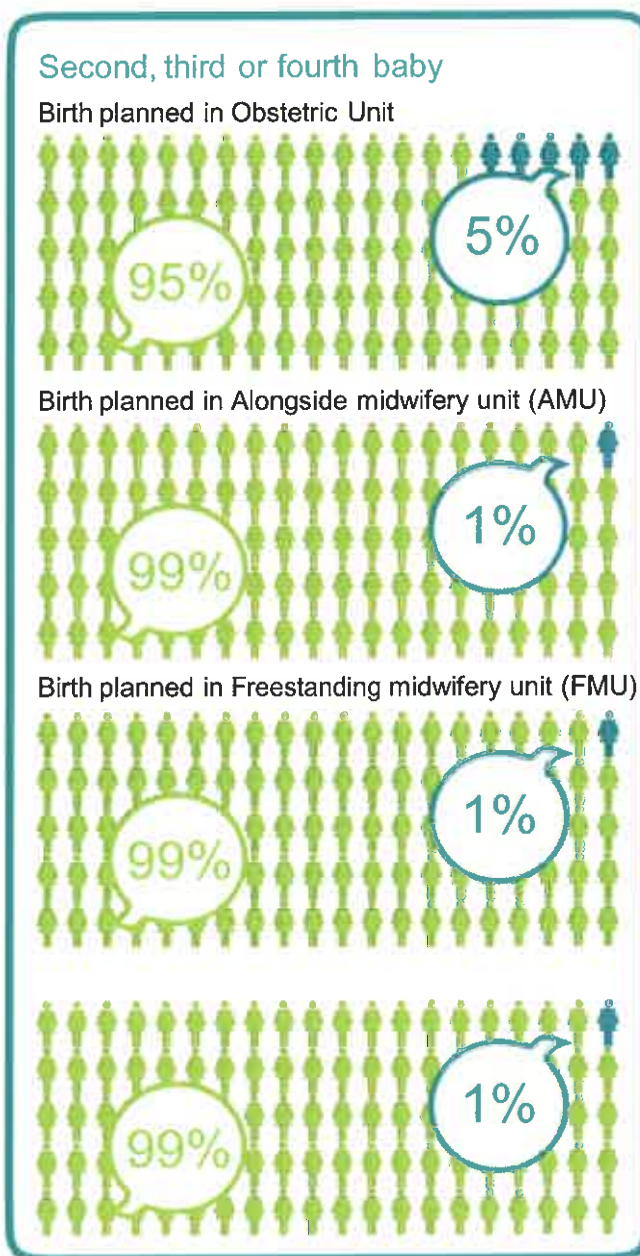 Second, third or fourth baby
Birth planned in Obstetric Unit
95%
5%
Birth planned in Alongside midwifery unit (AMU)
99%
1%
Birth planned in Freestanding midwifery unit (FMU)
99%
1%
99%
1%